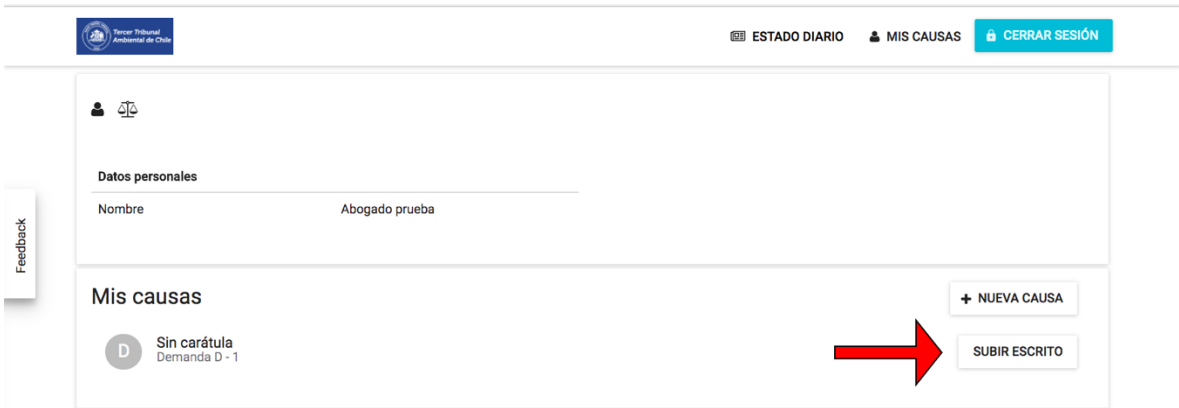 Tercer Tribunal
Ambiental de Chile
ESTADO DIARIO
MIS CAUSAS
CERRAR SESIÓN
Datos personales
Nombre
Abogado prueba
Feedback
Mis causas
+ NUEVA CAUSA
D
Sin carátula
Demanda D - 1
SUBIR ESCRITO